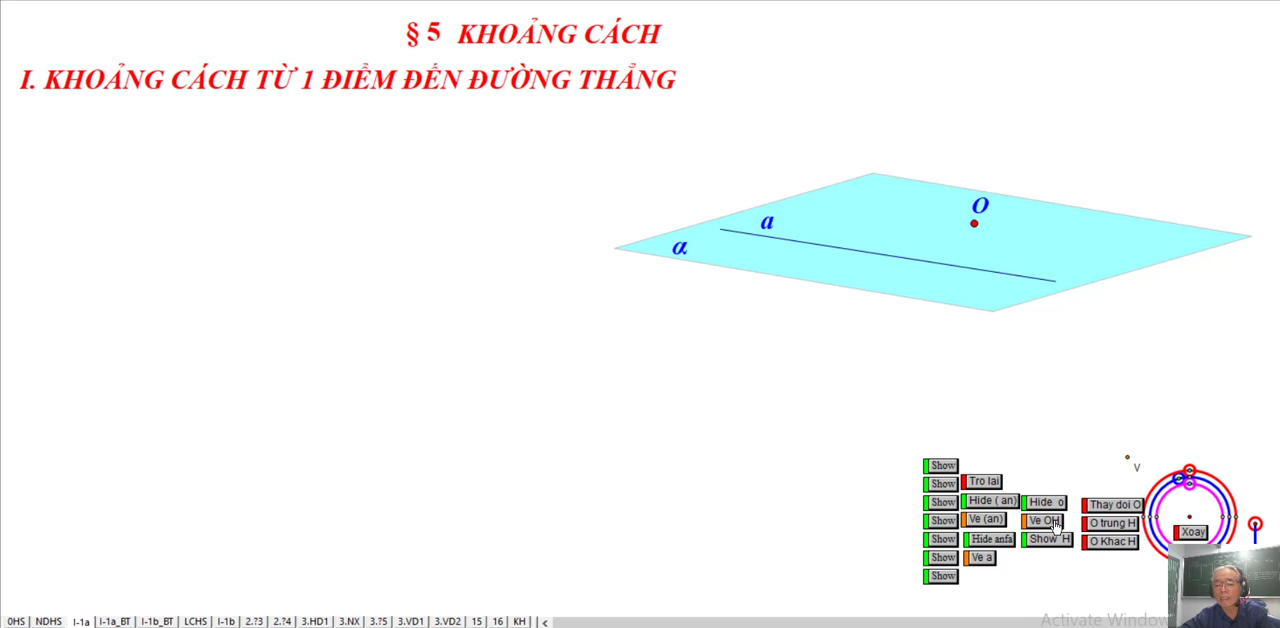 § 5 KHOẢNG CÁCH
I. KHOẢNG CÁCH TỪ 1 ĐIỂM ĐẾN ĐƯỜNG THẲNG
O
a
α
V
Show
Show Tro lai
Show Hide ( an) Hide o Thay doi O
Show Ve (an) Ve OH O trung H Xoay
Show Hide anfa Show H O Khac H
Show Ve a
Show
Activate Window
0HS NDHS I-1a I-1a_BT I-1b_BT LCHS I-1b 2.?3 2.?4 3.HD1 3.NX 3.?5 3.VD1 3.VD2 15 16 KH